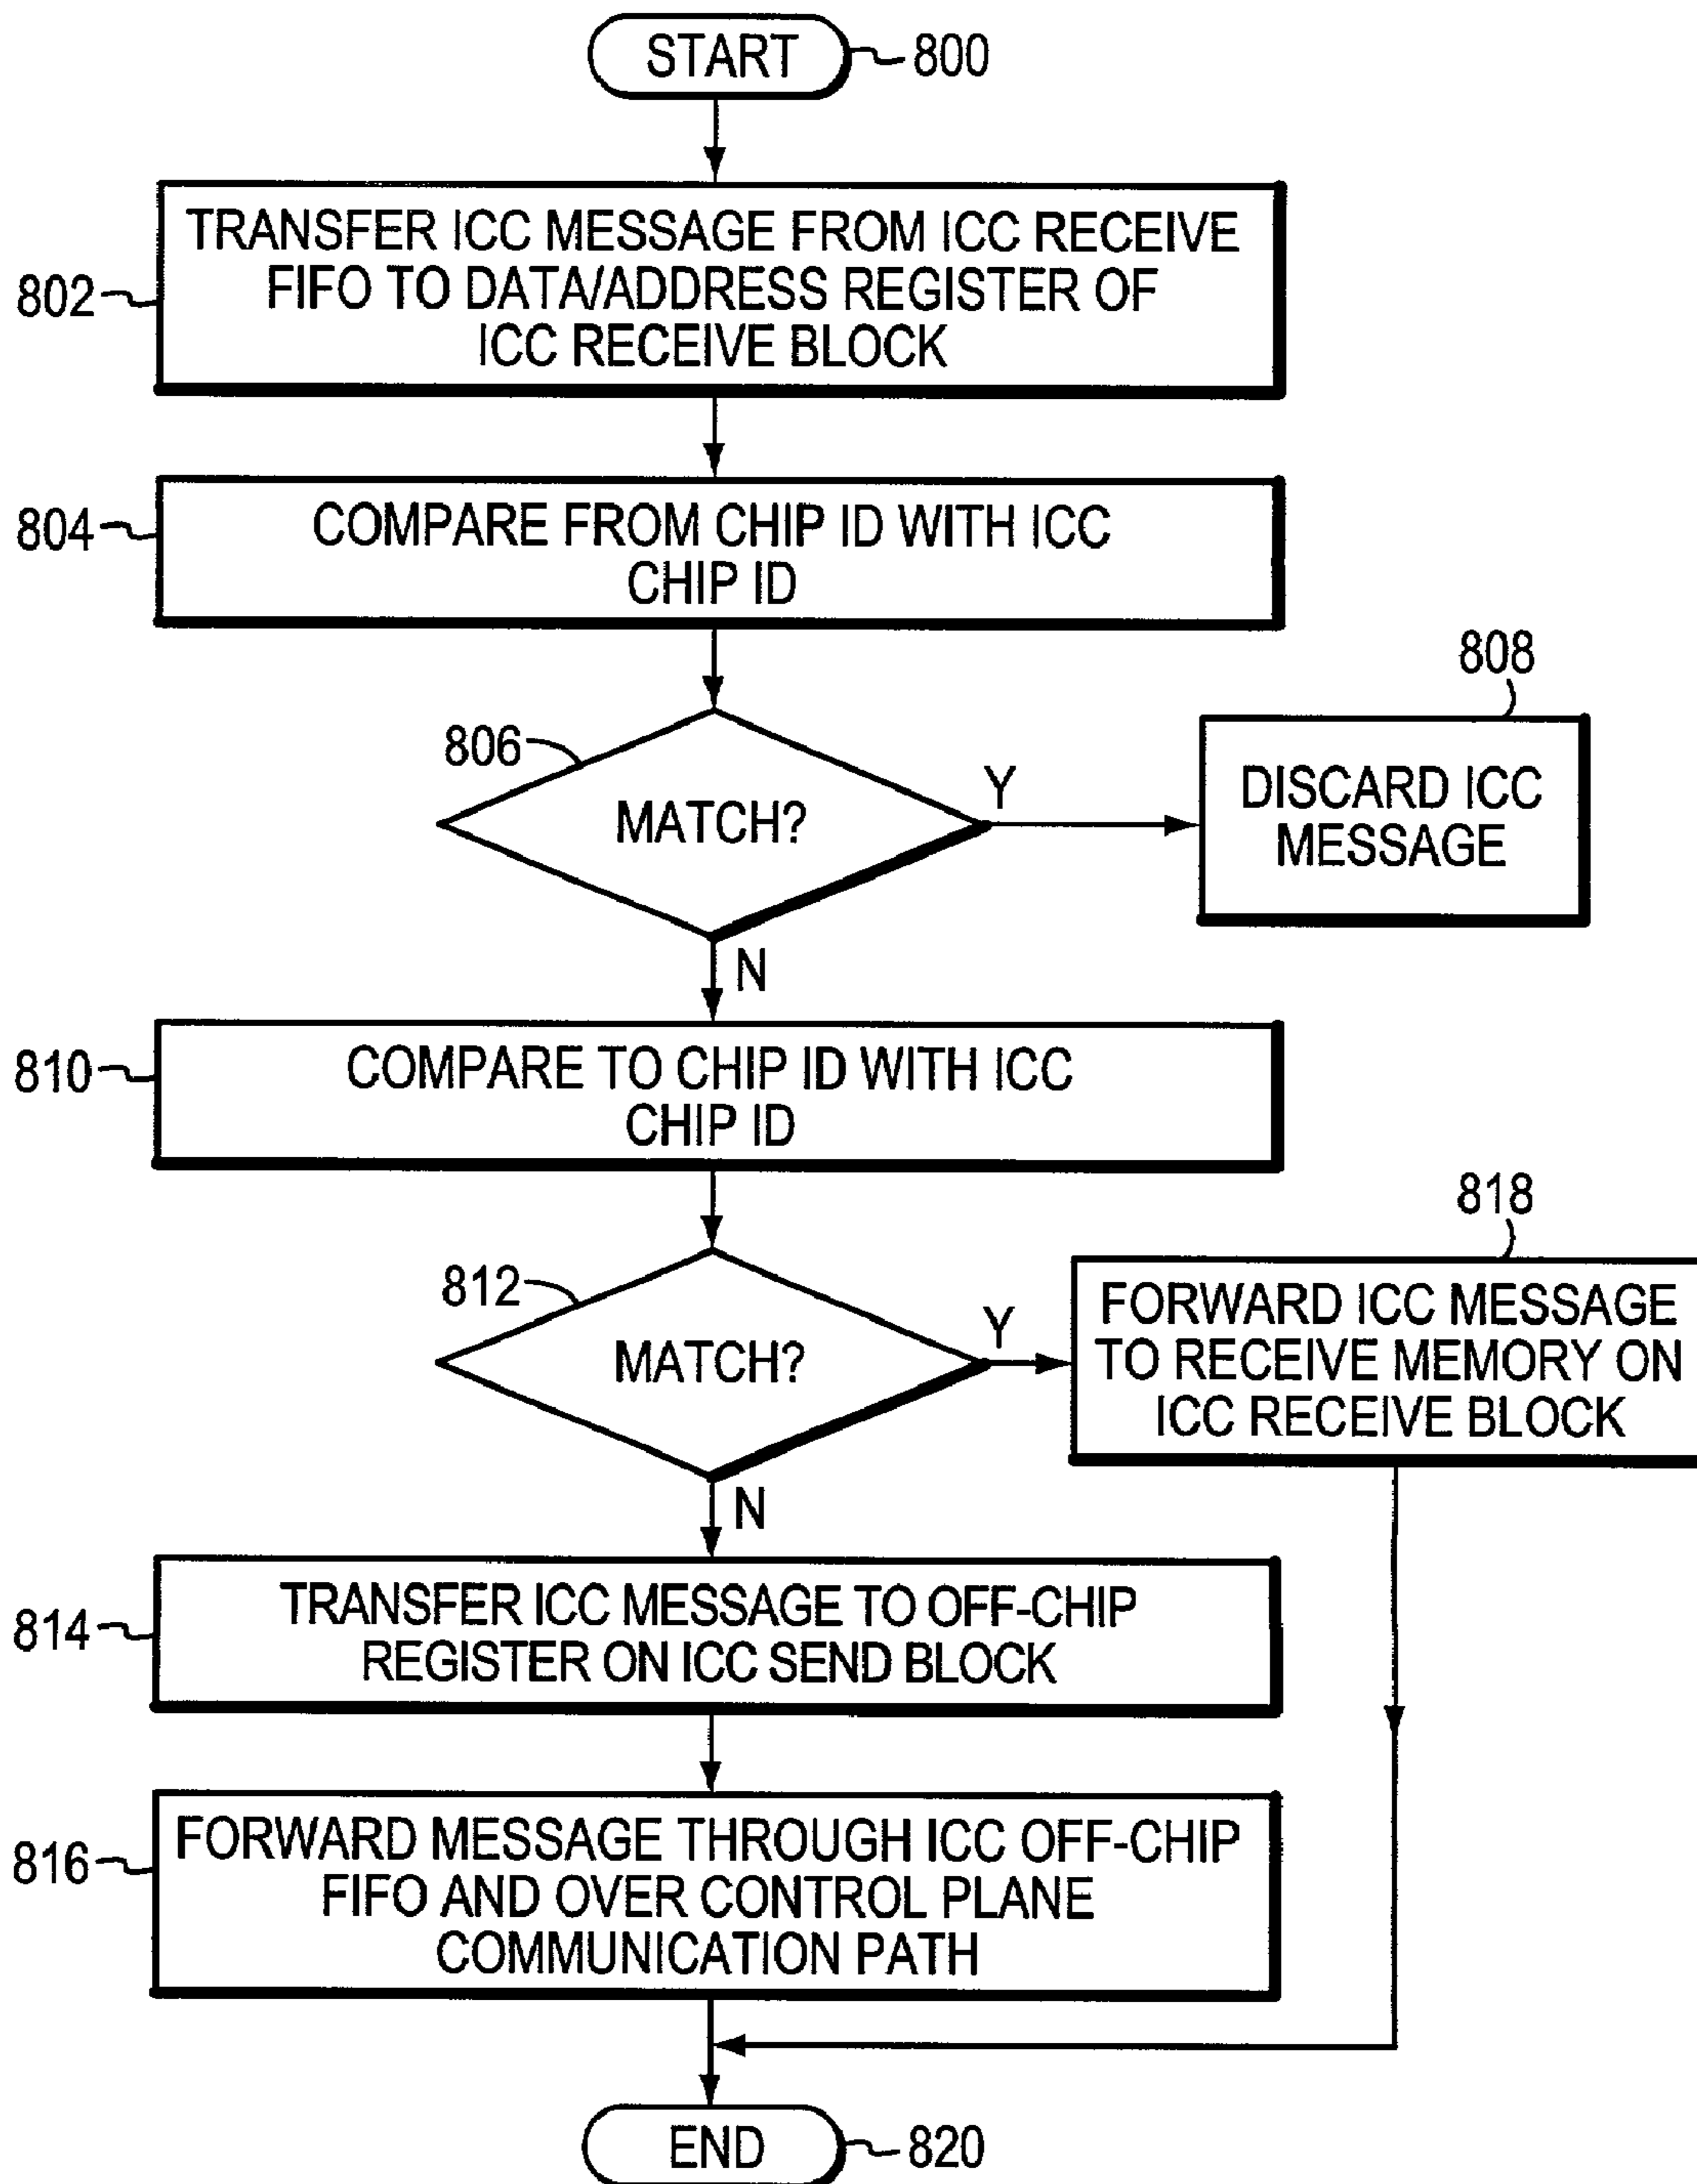 START
800
TRANSFER ICC MESSAGE FROM ICC RECEIVE
FIFO TO DATA/ADDRESS REGISTER OF
ICC RECEIVE BLOCK
802
COMPARE FROM CHIP ID WITH ICC
CHIP ID
804
806
MATCH?
Y
808
DISCARD ICC
MESSAGE
N
810
COMPARE TO CHIP ID WITH ICC
CHIP ID
812
MATCH?
Y
818
FORWARD ICC MESSAGE
TO RECEIVE MEMORY ON
ICC RECEIVE BLOCK
N
814
TRANSFER ICC MESSAGE TO OFF-CHIP
REGISTER ON ICC SEND BLOCK
816
FORWARD MESSAGE THROUGH ICC OFF-CHIP
FIFO AND OVER CONTROL PLANE
COMMUNICATION PATH
END
820